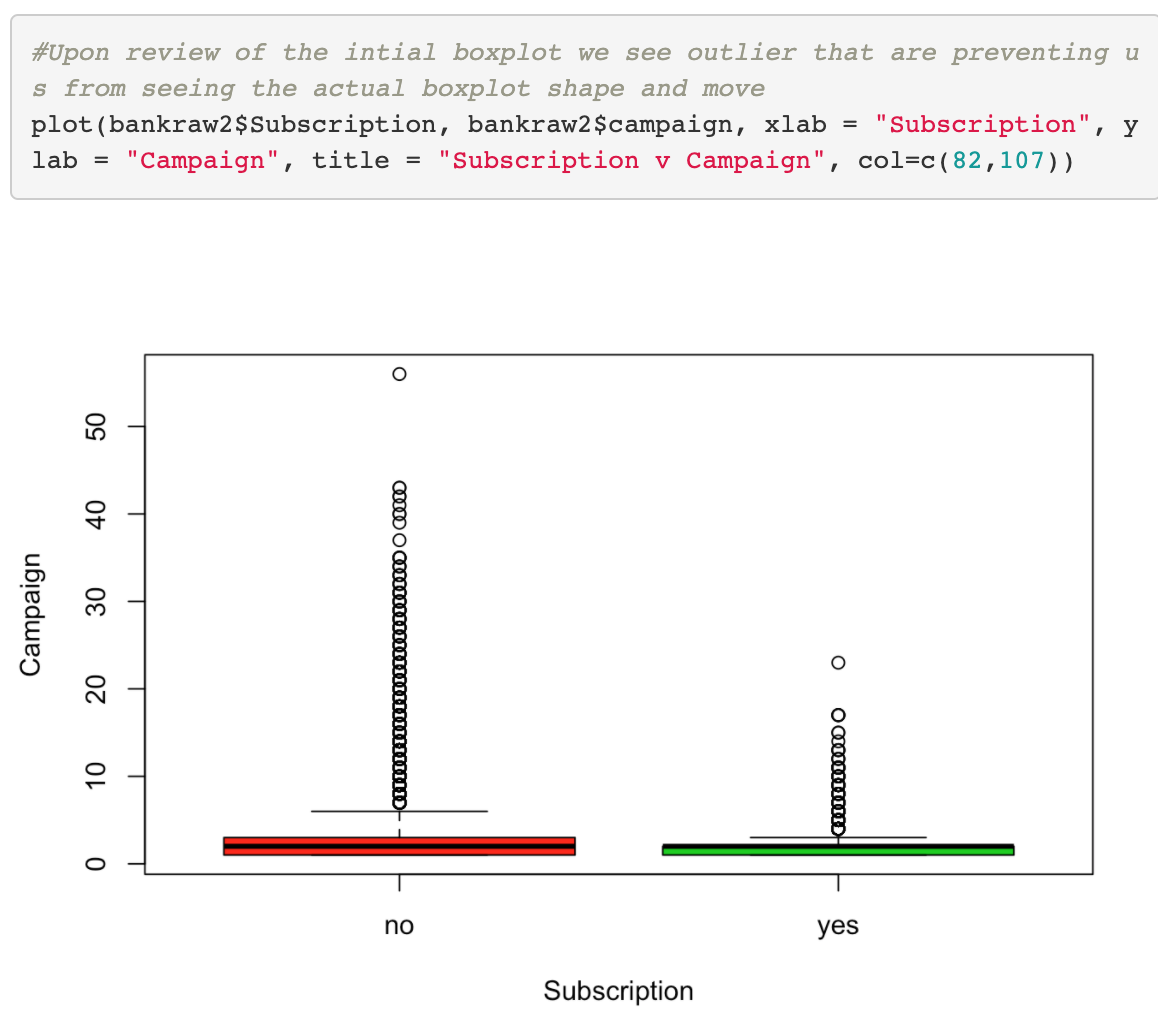 #Upon review of the intial boxplot we see outlier that are preventing u
s from seeing the actual boxplot shape and move
plot(bankraw2$Subscription, bankraw2$campaign, xlab = "Subscription", y
lab = "Campaign", title = "Subscription v Campaign", col=c(82,107))
50
40
30
20
10
0
Campaign
no yes
Subscription